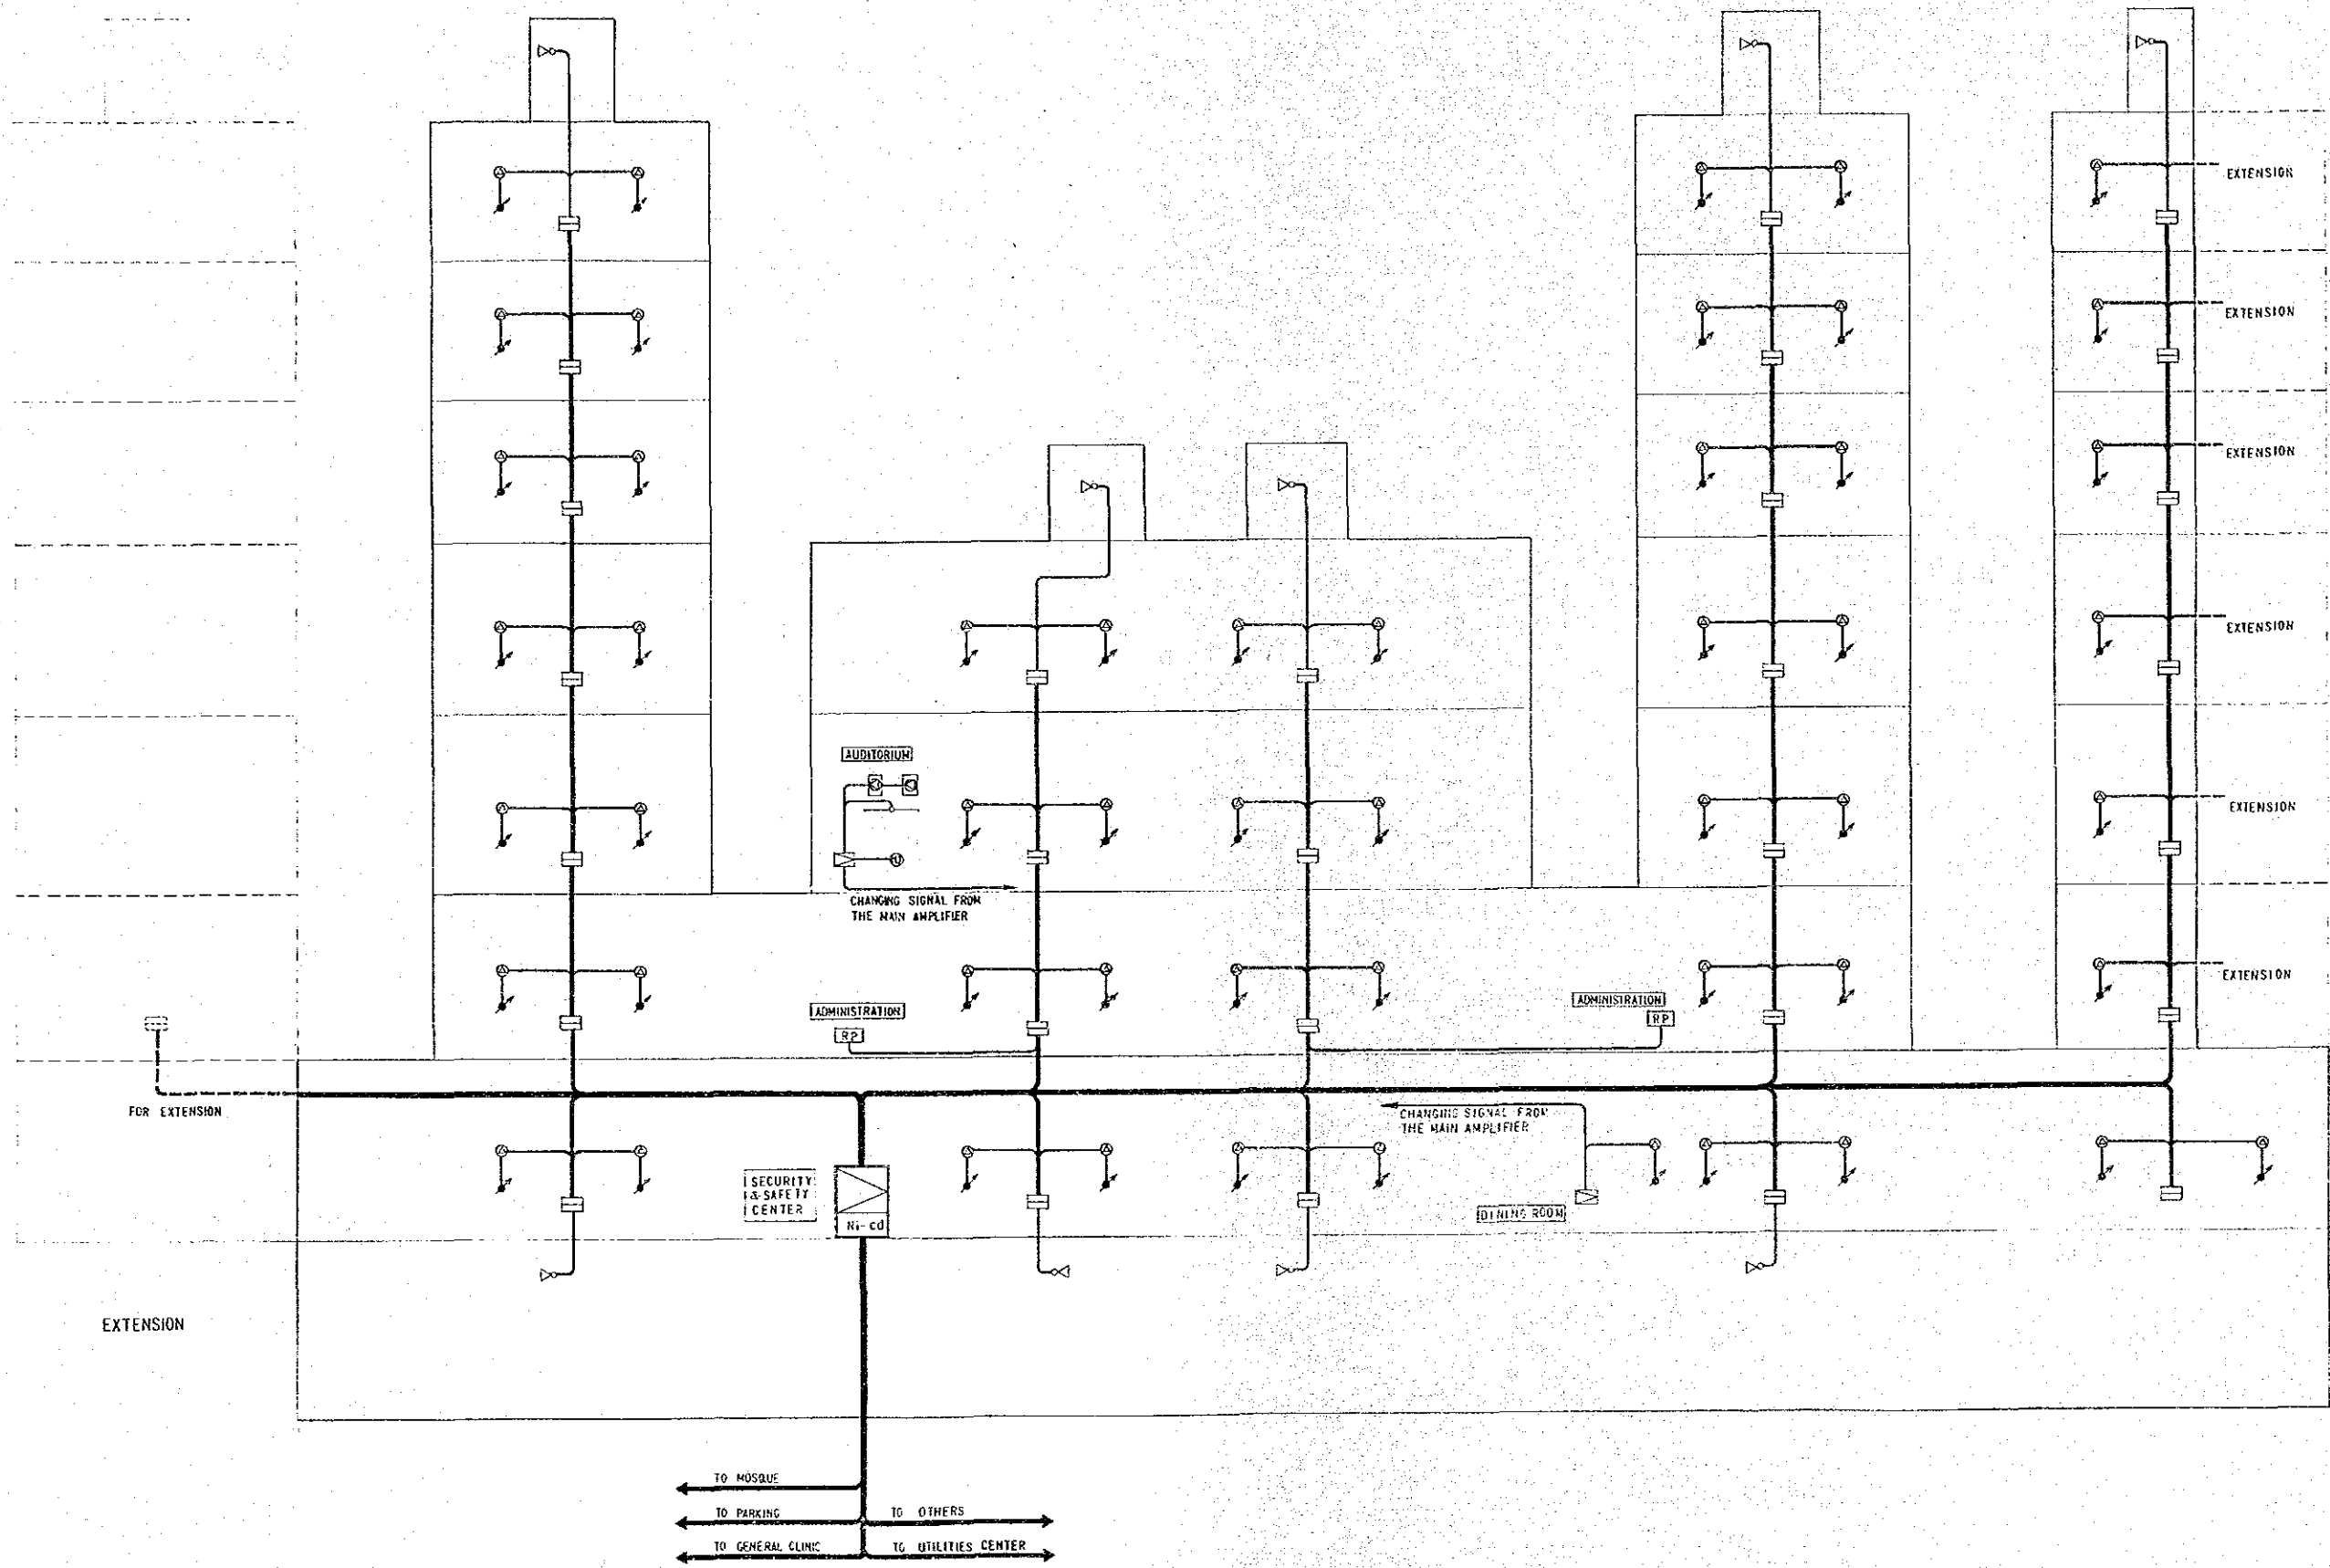 EXTENSION
EXTENSION
EXTENSION
EXTENSION
AUDITORIUM
EXTENSION
CHANGING SIGNAL FROM
THE MAIN AMPLIFIER
EXTENSION
ADMINISTRATION
RP
ADMINISTRATION
RP
FOR EXTENSION
CHANGING SIGNAL FROM
THE MAIN AMPLIFIER
SECURITY
& SAFETY
CENTER
Ni-cd
DINING ROOM
EXTENSION
TO MOSQUE
TO PARKING
TO OTHERS
TO GENERAL CLINIC
TO UTILITIES CENTER